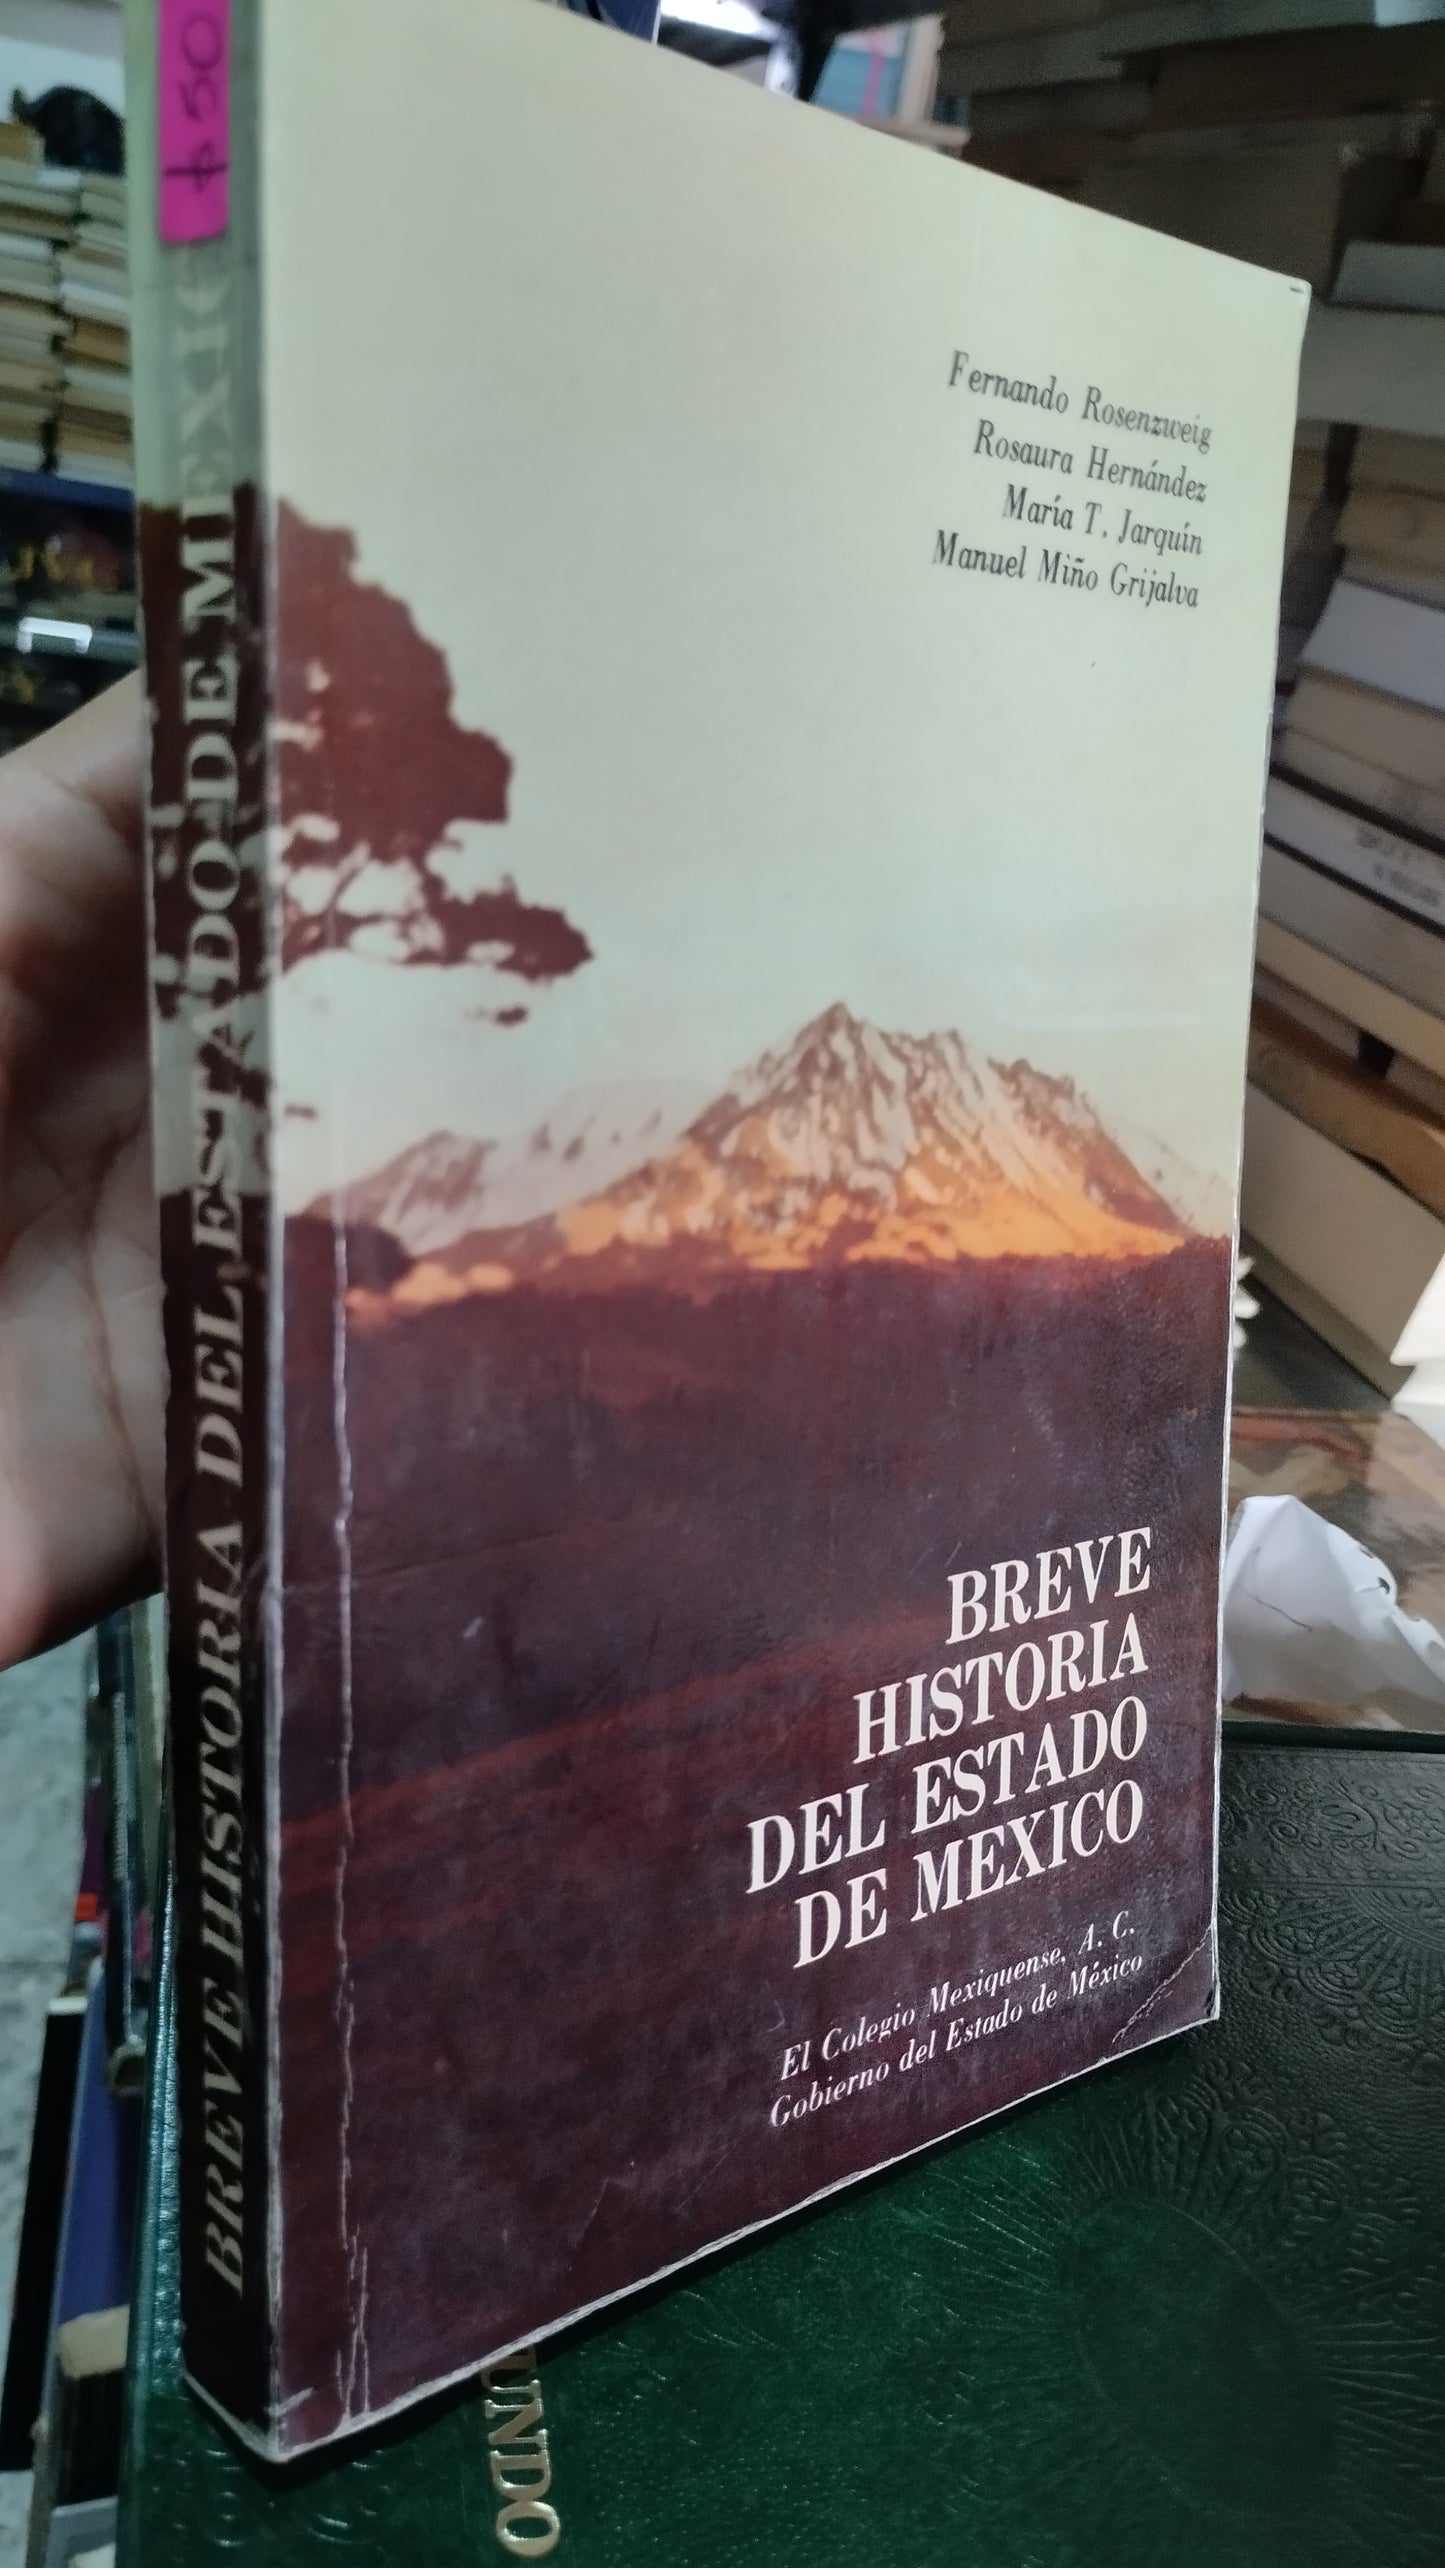 $ 50
BREVE HISTORIA DEL ESTADO DE MEXICO
Fernando Rosenzweig
Rosaura Hernández
María T. Jarquín
Manuel Miño Grijalva
BREVE
HISTORIA
DEL ESTADO
DE MEXICO
El Colegio Mexiquense, A. C.
Gobierno del Estado de México